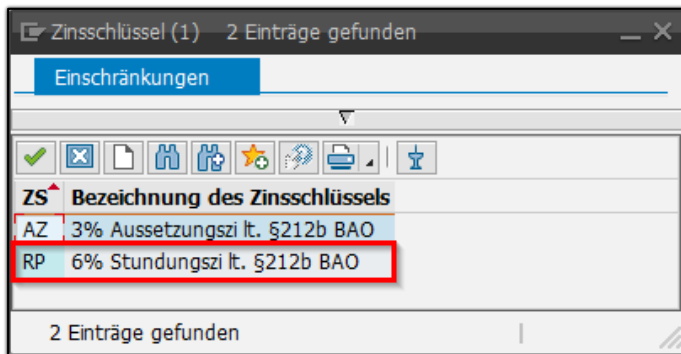 Zinsschlüssel (1) 2 Einträge gefunden
Einschränkungen
ZS Bezeichnung des Zinsschlüssels
AZ 3% Aussetzungszi lt. §212b BAO
RP 6% Stundungszi lt. §212b BAO
2 Einträge gefunden